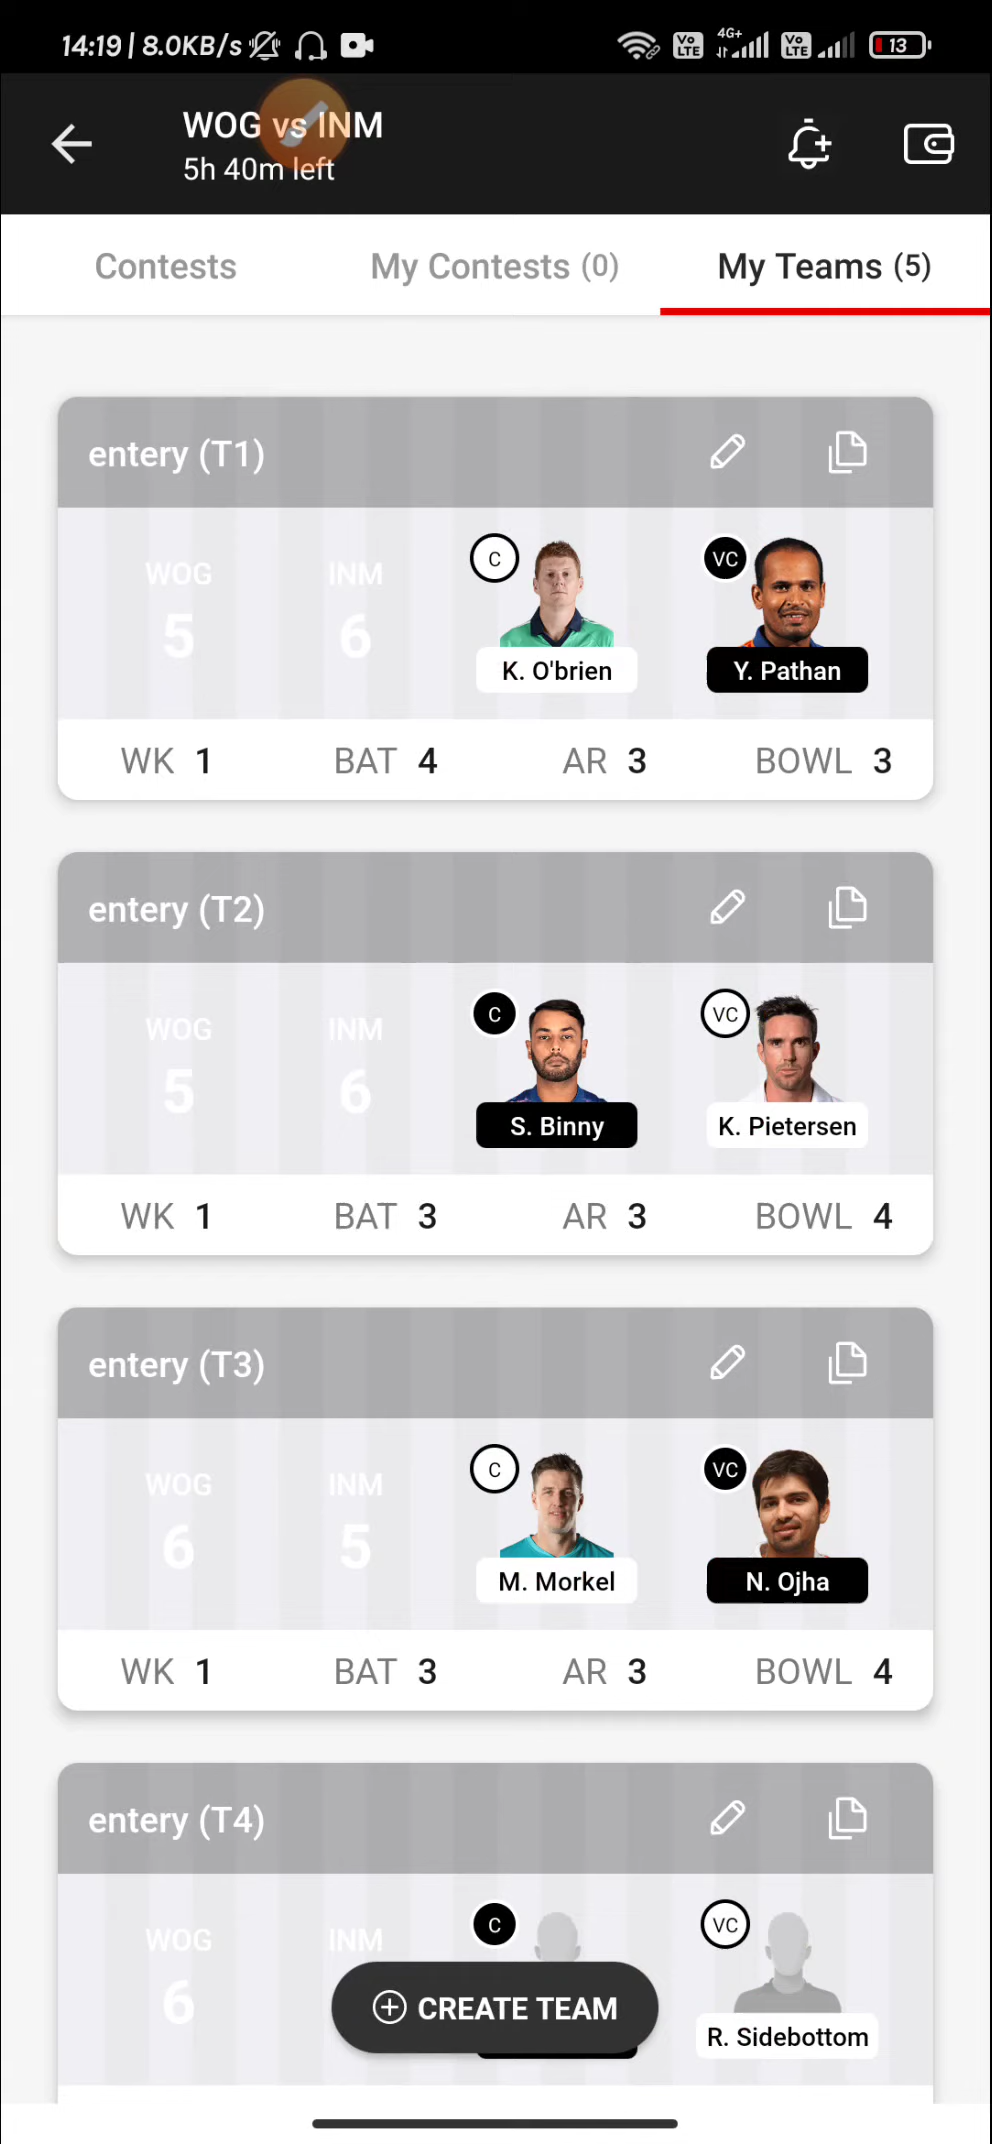 14:19 | 8.0KB/s
Vo LTE 4G+ Vo LTE 13
WOG vs INM
5h 40m left
Contests My Contests (0) My Teams (5)
entery (T1)
WOG INM C VC
5 6
K. O'brien Y. Pathan
WK 1 BAT 4 AR 3 BOWL 3
entery (T2)
WOG INM C VC
5 6
S. Binny K. Pietersen
WK 1 BAT 3 AR 3 BOWL 4
entery (T3)
WOG INM C VC
6 5
M. Morkel N. Ojha
WK 1 BAT 3 AR 3 BOWL 4
entery (T4)
WOG INM C VC
6
CREATE TEAM
R. Sidebottom